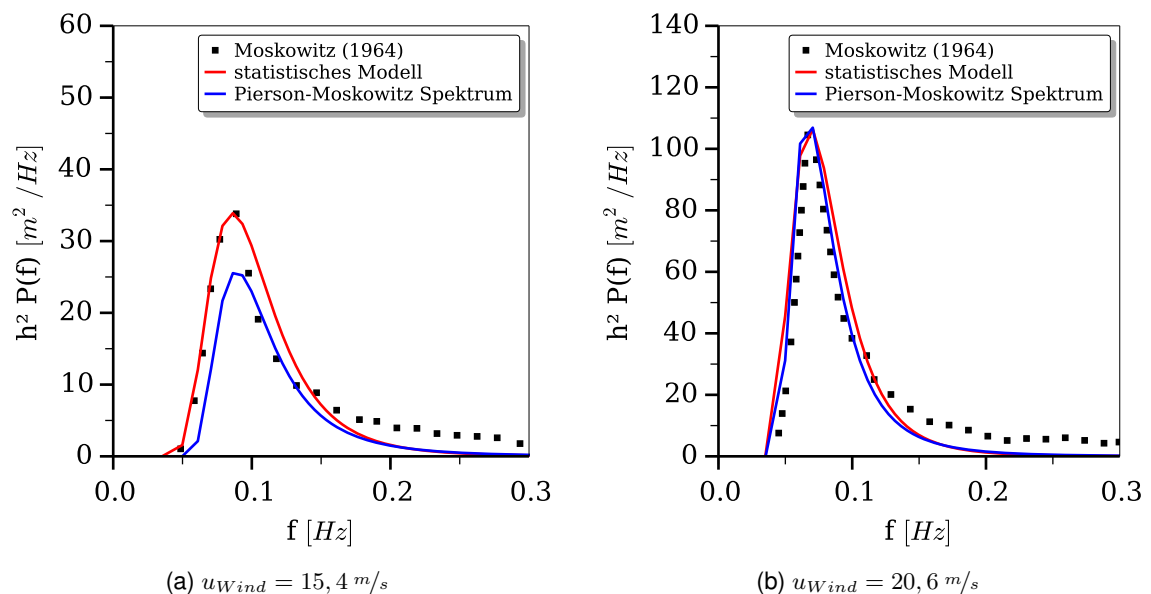 60
50
40
30
20
10
0
h² P(f) [m² /Hz]
Moskowitz (1964)
statistisches Modell
Pierson-Moskowitz Spektrum
0.0
0.1
0.2
0.3
f [Hz]
(a) u_Wind = 15, 4 m/s
140
120
100
80
60
40
20
0
h² P(f) [m² /Hz]
Moskowitz (1964)
statistisches Modell
Pierson-Moskowitz Spektrum
0.0
0.1
0.2
0.3
f [Hz]
(b) u_Wind = 20, 6 m/s